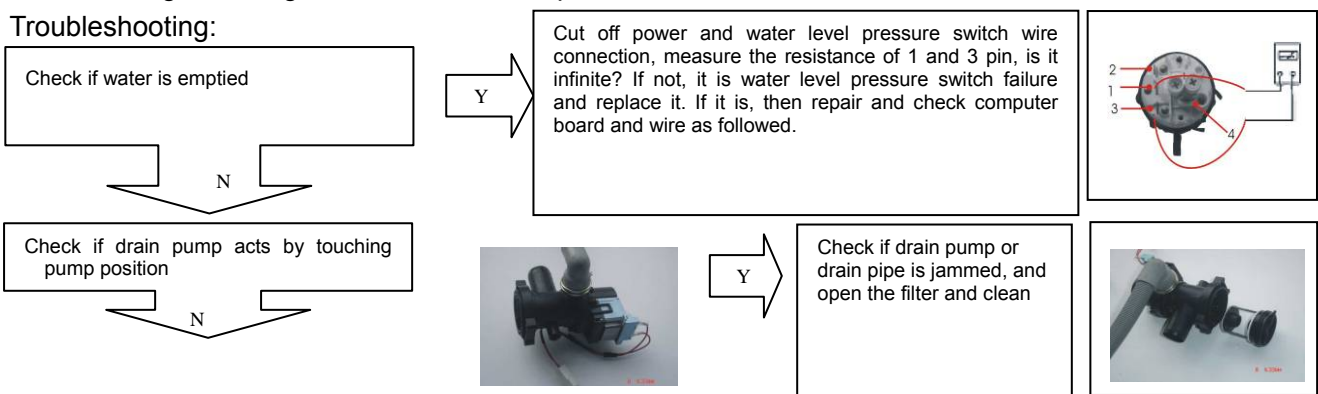 Troubleshooting:
Check if water is emptied
Y
Cut off power and water level pressure switch wire
connection, measure the resistance of 1 and 3 pin, is it
infinite? If not, it is water level pressure switch failure
and replace it. If it is, then repair and check computer
board and wire as followed.
2
1
3
4
N
Check if drain pump acts by touching
pump position
Y
Check if drain pump or
drain pipe is jammed, and
open the filter and clean
N